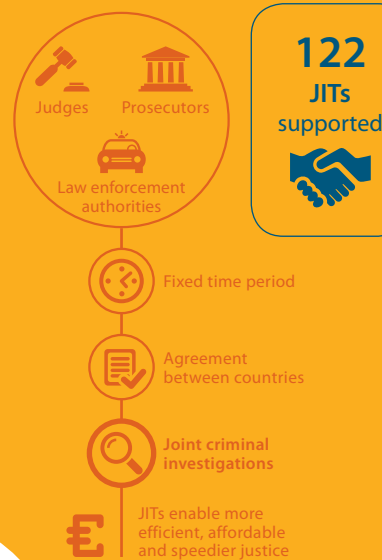 Judges
Prosecutors
Law enforcement
authorities
122
JITs
supported
Fixed time period
Agreement
between countries
Joint criminal
investigations
JITs enable more
efficient, affordable
and speedier justice